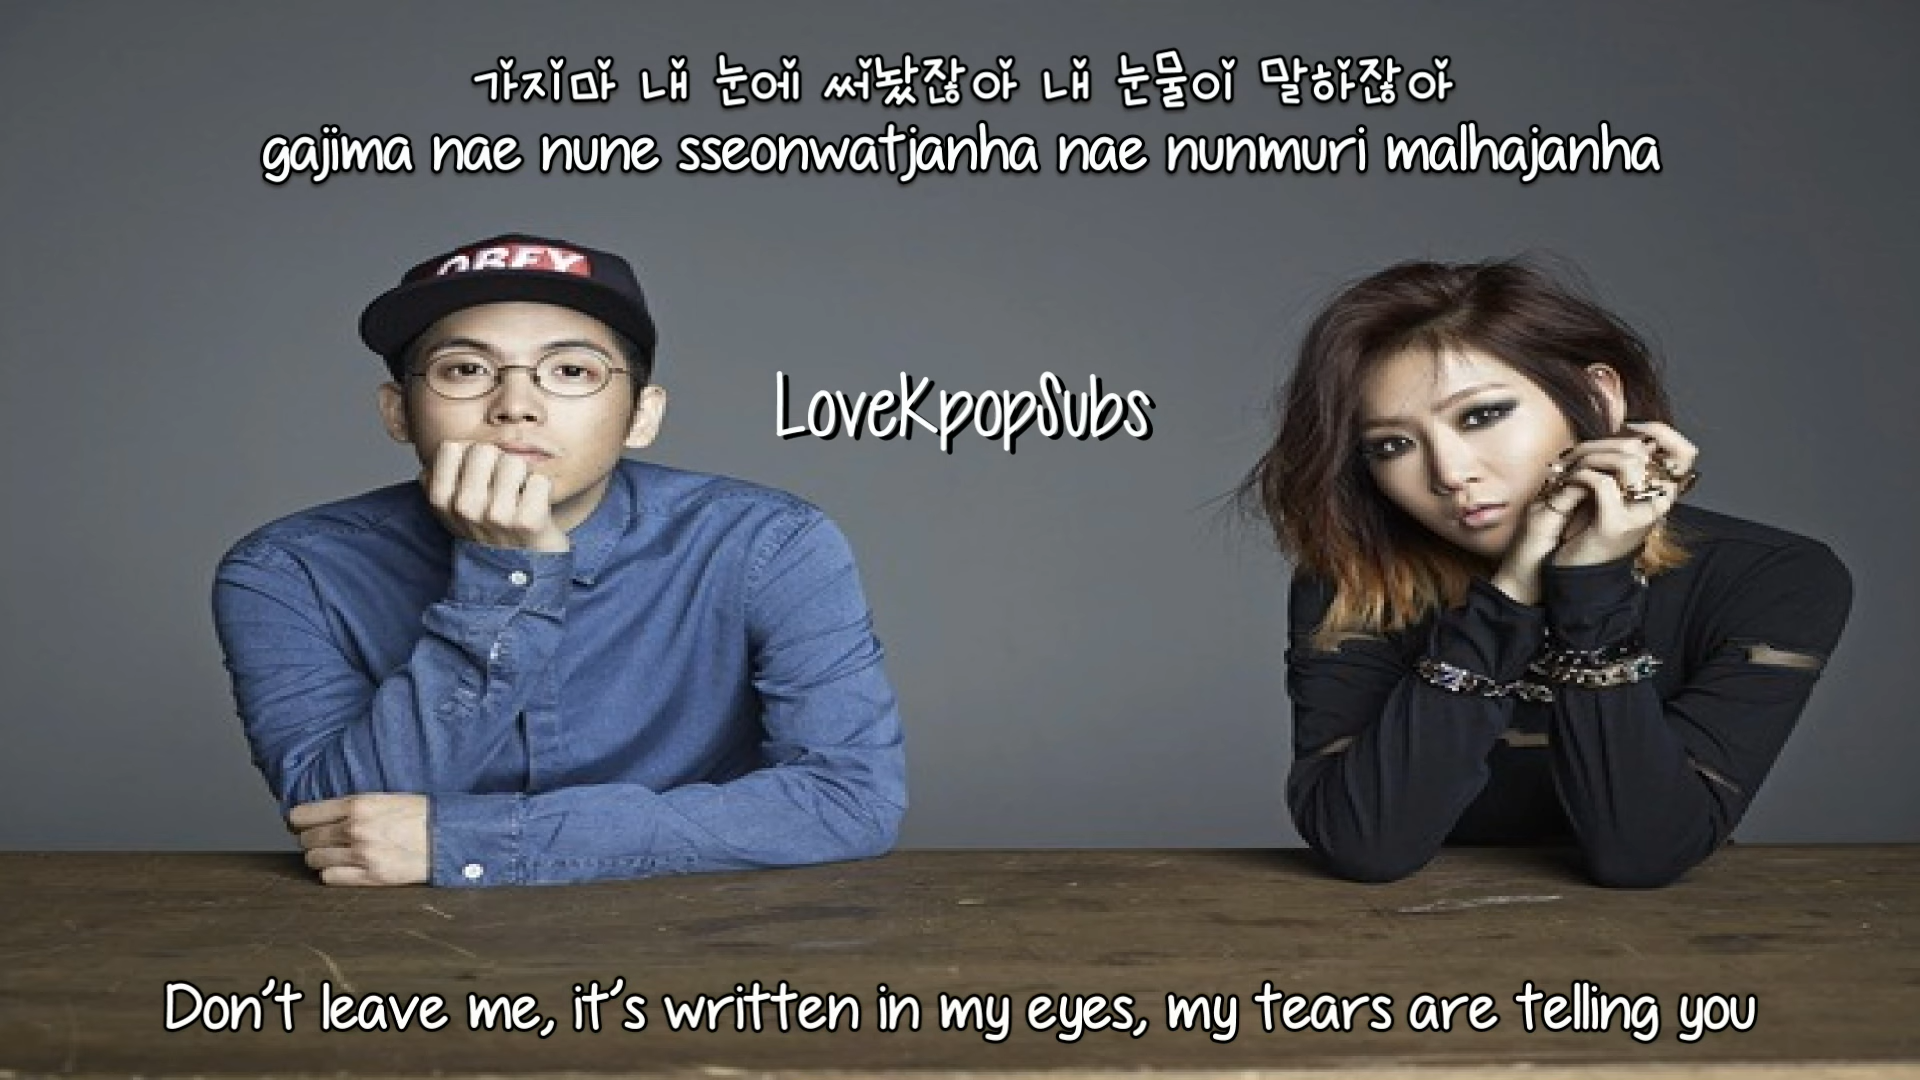 가지마 내 눈에 써놨잖아 내 눈물이 말하잖아
gajima nae nune sseonwatjanha nae nunmuri malhajanha
OBEY
LoveKpopSubs
Don't leave me, it's written in my eyes, my tears are telling you